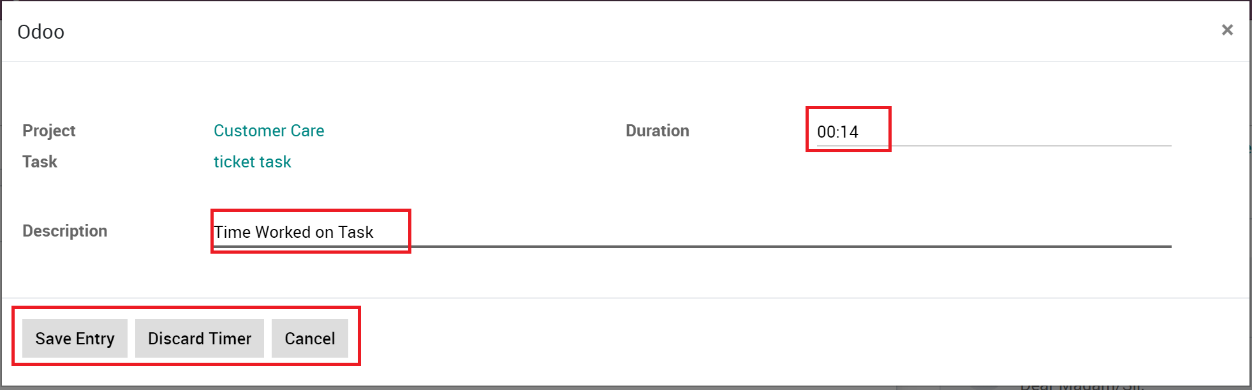 Odoo ×
Project Customer Care Duration 00:14
Task ticket task
Description Time Worked on Task
Save Entry Discard Timer Cancel